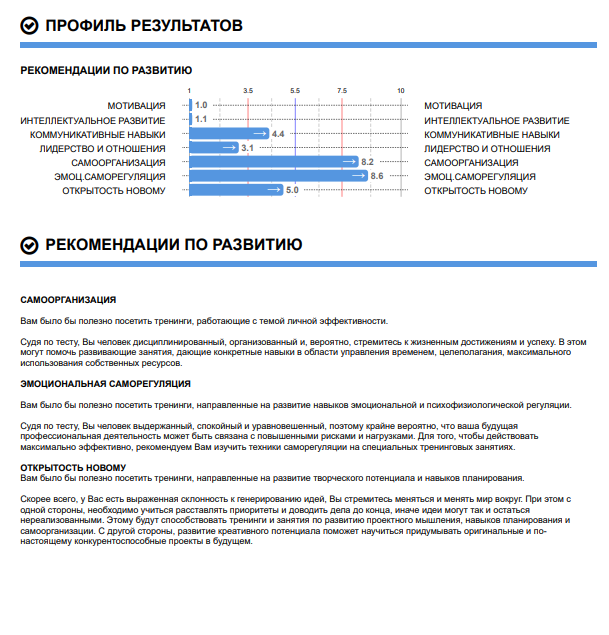 ПРОФИЛЬ РЕЗУЛЬТАТОВ
РЕКОМЕНДАЦИИ ПО РАЗВИТИЮ
1 3.5 5.5 7.5 10
МОТИВАЦИЯ 1.0 МОТИВАЦИЯ
ИНТЕЛЛЕКТУАЛЬНОЕ РАЗВИТИЕ 1.1 ИНТЕЛЛЕКТУАЛЬНОЕ РАЗВИТИЕ
КОММУНИКАТИВНЫЕ НАВЫКИ 4.4 КОММУНИКАТИВНЫЕ НАВЫКИ
ЛИДЕРСТВО И ОТНОШЕНИЯ 3.1 ЛИДЕРСТВО И ОТНОШЕНИЯ
САМООРГАНИЗАЦИЯ 8.2 САМООРГАНИЗАЦИЯ
ЭМОЦ.САМОРЕГУЛЯЦИЯ 8.6 ЭМОЦ.САМОРЕГУЛЯЦИЯ
ОТКРЫТОСТЬ НОВОМУ 5.0 ОТКРЫТОСТЬ НОВОМУ
РЕКОМЕНДАЦИИ ПО РАЗВИТИЮ
САМООРГАНИЗАЦИЯ
Вам было бы полезно посетить тренинги, работающие с темой личной эффективности.
Судя по тесту, Вы человек дисциплинированный, организованный и, вероятно, стремитесь к жизненным достижениям и успеху. В этом
могут помочь развивающие занятия, дающие конкретные навыки в области управления временем, целеполагания, максимального
использования собственных ресурсов.
ЭМОЦИОНАЛЬНАЯ САМОРЕГУЛЯЦИЯ
Вам было бы полезно посетить тренинги, направленные на развитие навыков эмоциональной и психофизиологической регуляции.
Судя по тесту, Вы человек выдержанный, спокойный и уравновешенный, поэтому крайне вероятно, что ваша будущая
профессиональная деятельность может быть связана с повышенными рисками и нагрузками. Для того, чтобы действовать
максимально эффективно, рекомендуем Вам изучить техники саморегуляции на специальных тренинговых занятиях.
ОТКРЫТОСТЬ НОВОМУ
Вам было бы полезно посетить тренинги, направленные на развитие творческого потенциала и навыков планирования.
Скорее всего, у Вас есть выраженная склонность к генерированию идей, Вы стремитесь меняться и менять мир вокруг. При этом с
одной стороны, необходимо учиться расставлять приоритеты и доводить дела до конца, иначе идеи могут так и остаться
нереализованными. Этому будут способствовать тренинги и занятия по развитию проектного мышления, навыков планирования и
самоорганизации. С другой стороны, развитие креативного потенциала поможет научиться придумывать оригинальные и по-
настоящему конкурентоспособные проекты в будущем.